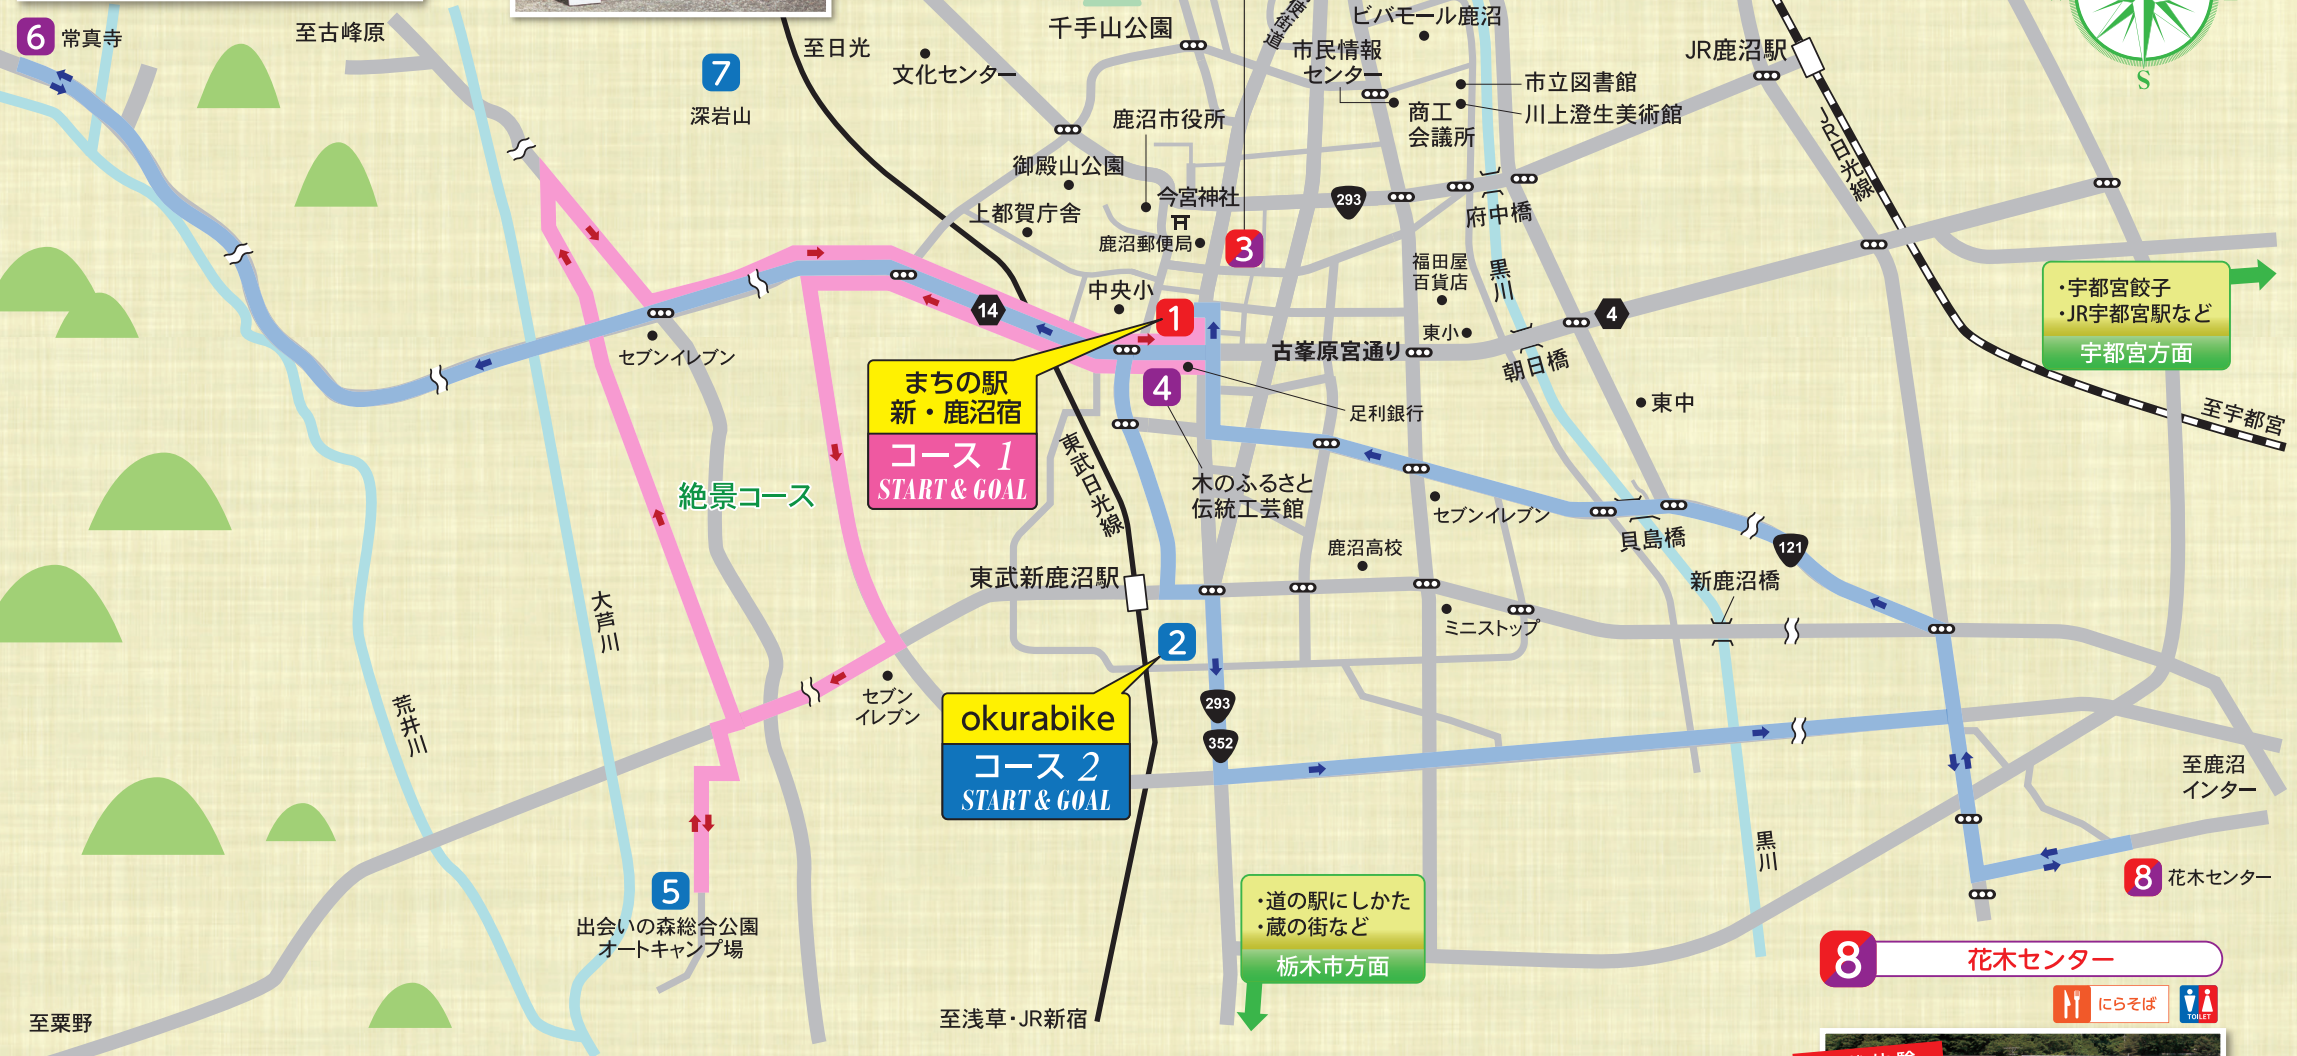 6
常真寺
至古峰原
7
深岩山
至日光
文化センター
千手山公園
使街道
ビバモール鹿沼
市民情報
センター
市立図書館
川上澄生美術館
商工
会議所
JR鹿沼駅
JR日光線
S
鹿沼市役所
御殿山公園
今宮神社
上都賀庁舎
鹿沼郵便局
3
293
府中橋
黒川
福田屋
百貨店
東小
4
朝日橋
・宇都宮餃子
・JR宇都宮駅など
宇都宮方面
至宇都宮
中央小
1
14
古峯原宮通り
セブンイレブン
まちの駅
新・鹿沼宿
コース 1
START & GOAL
4
足利銀行
東中
東武日光線
木のふるさと
伝統工芸館
セブンイレブン
貝島橋
121
絶景コース
鹿沼高校
東武新鹿沼駅
新鹿沼橋
大芦川
ミニストップ
2
荒井川
セブン
イレブン
okurabike
コース 2
START & GOAL
293
352
至鹿沼
インター
黒川
8
花木センター
5
出会いの森総合公園
オートキャンプ場
・道の駅にしかた
・蔵の街など
栃木市方面
8
花木センター
にらそば
TOILET
至粟野
至浅草・JR新宿